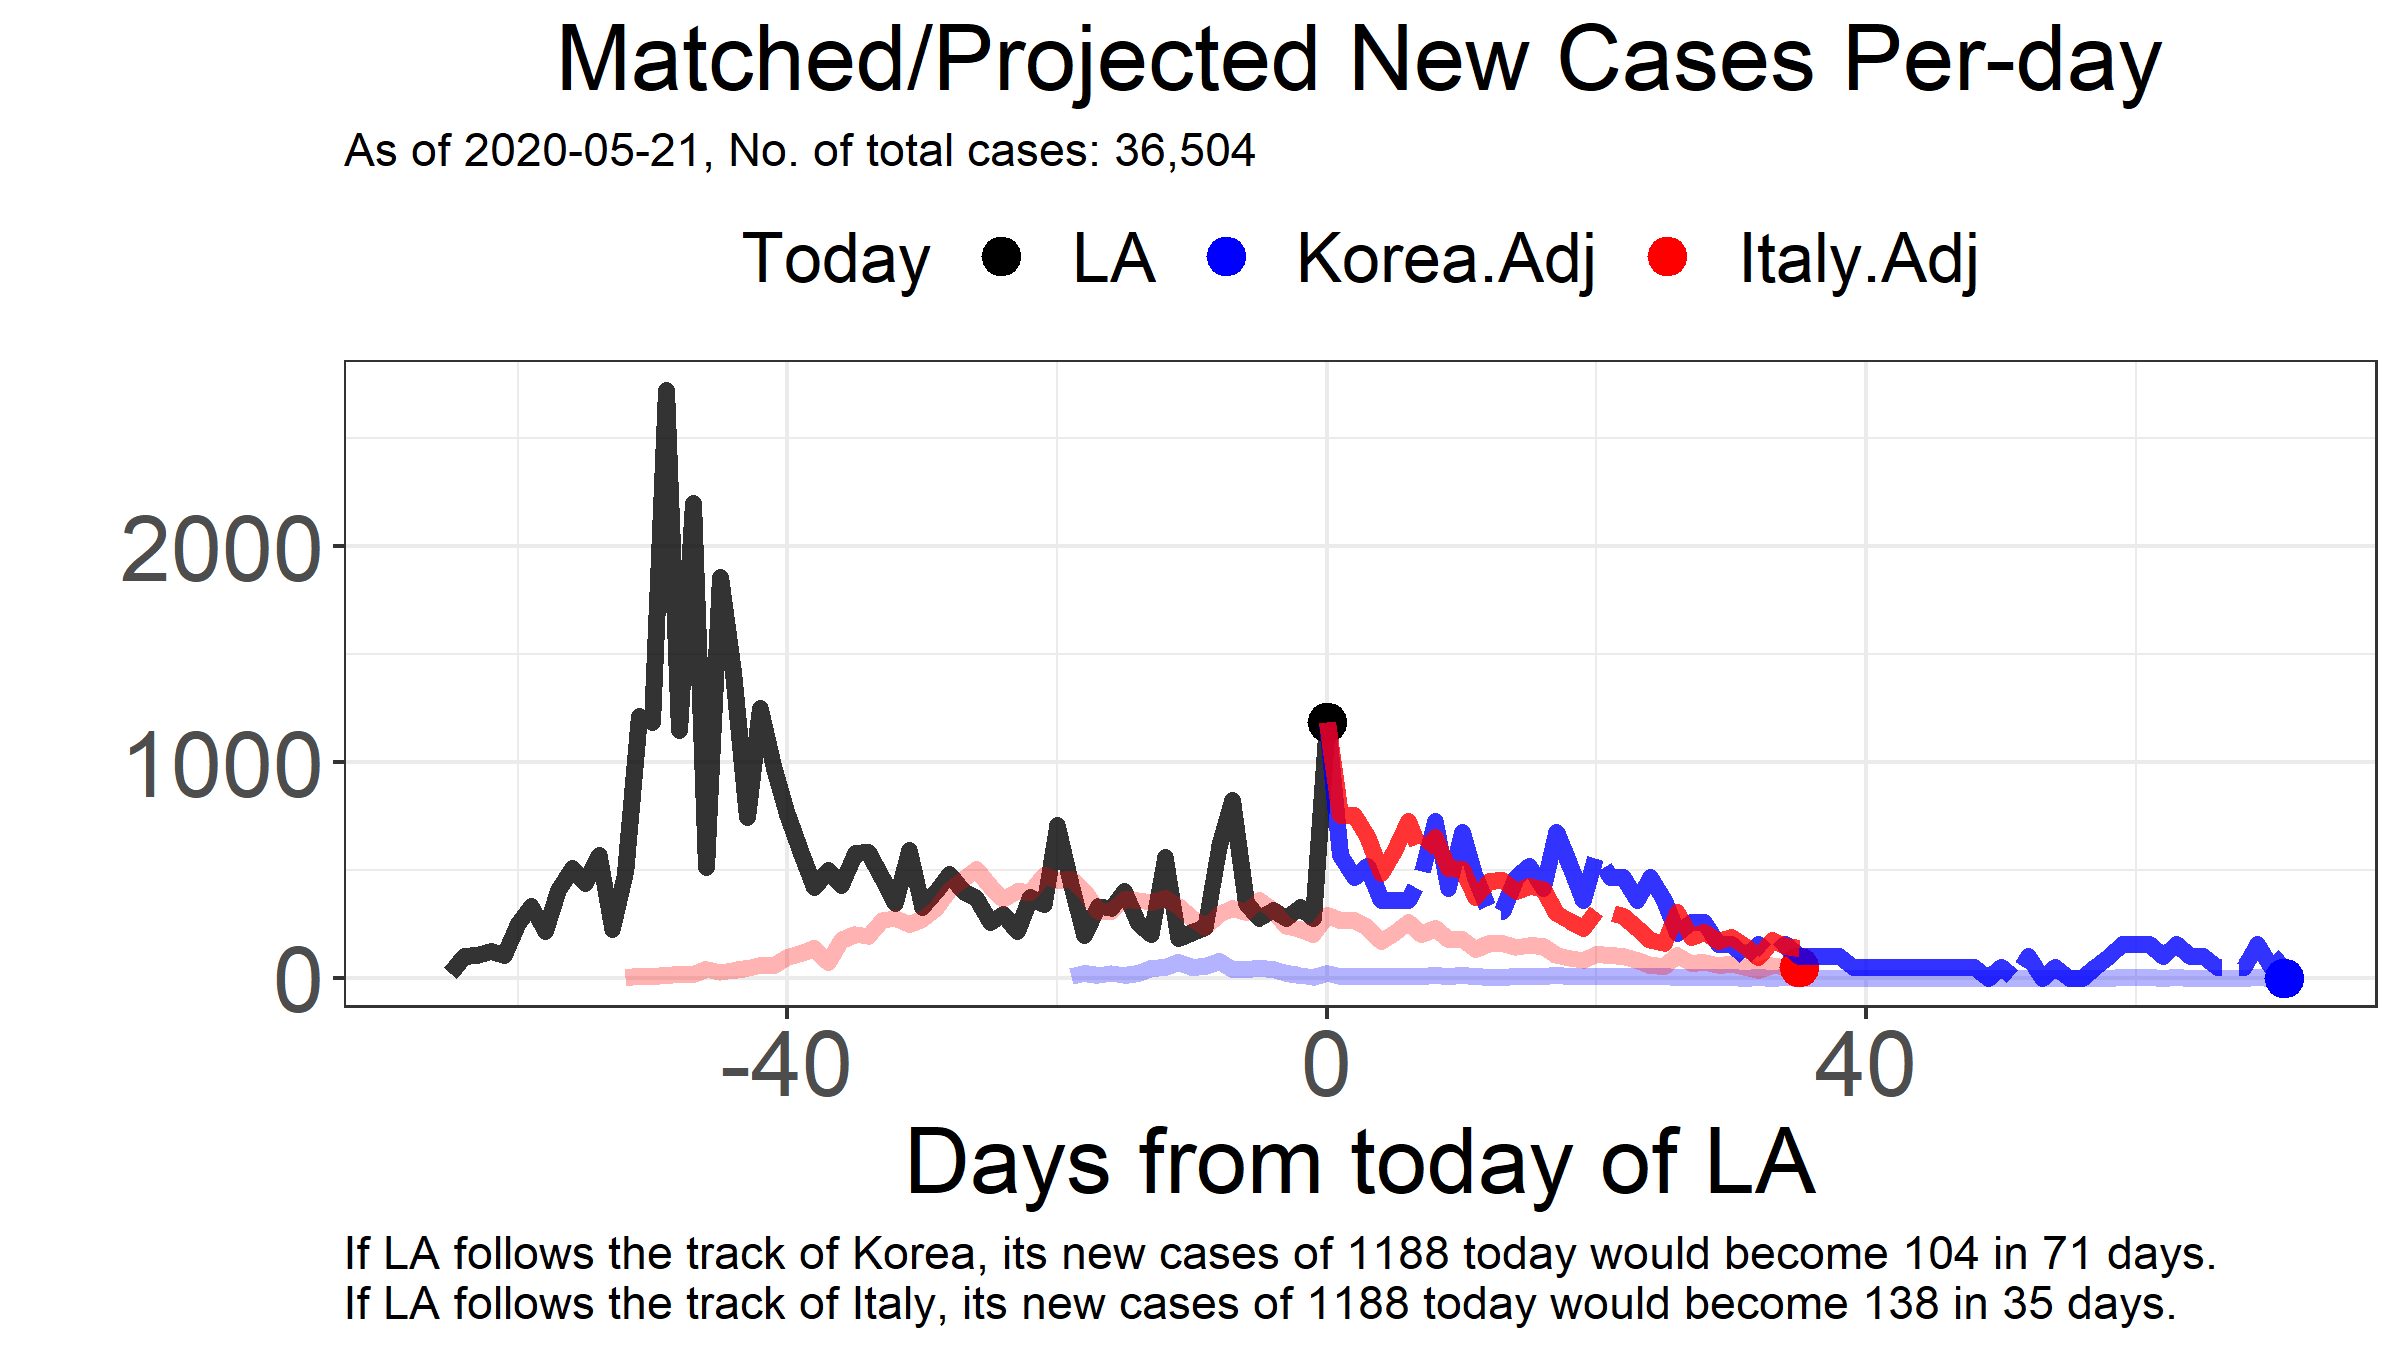 Matched/Projected New Cases Per-day
As of 2020-05-21, No. of total cases: 36,504
Today LA Korea.Adj Italy.Adj
2000
1000
0
-40 0 40
Days from today of LA
If LA follows the track of Korea, its new cases of 1188 today would become 104 in 71 days.
If LA follows the track of Italy, its new cases of 1188 today would become 138 in 35 days.